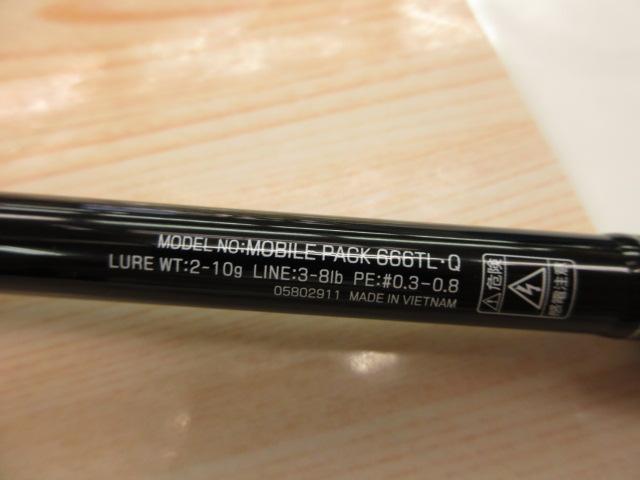 MODEL NO:MOBILE PACK 666TL·Q
LURE WT:2-10g LINE:3-8lb PE:#0.3-0.8
05802911 MADE IN VIETNAM
危険
感電注意